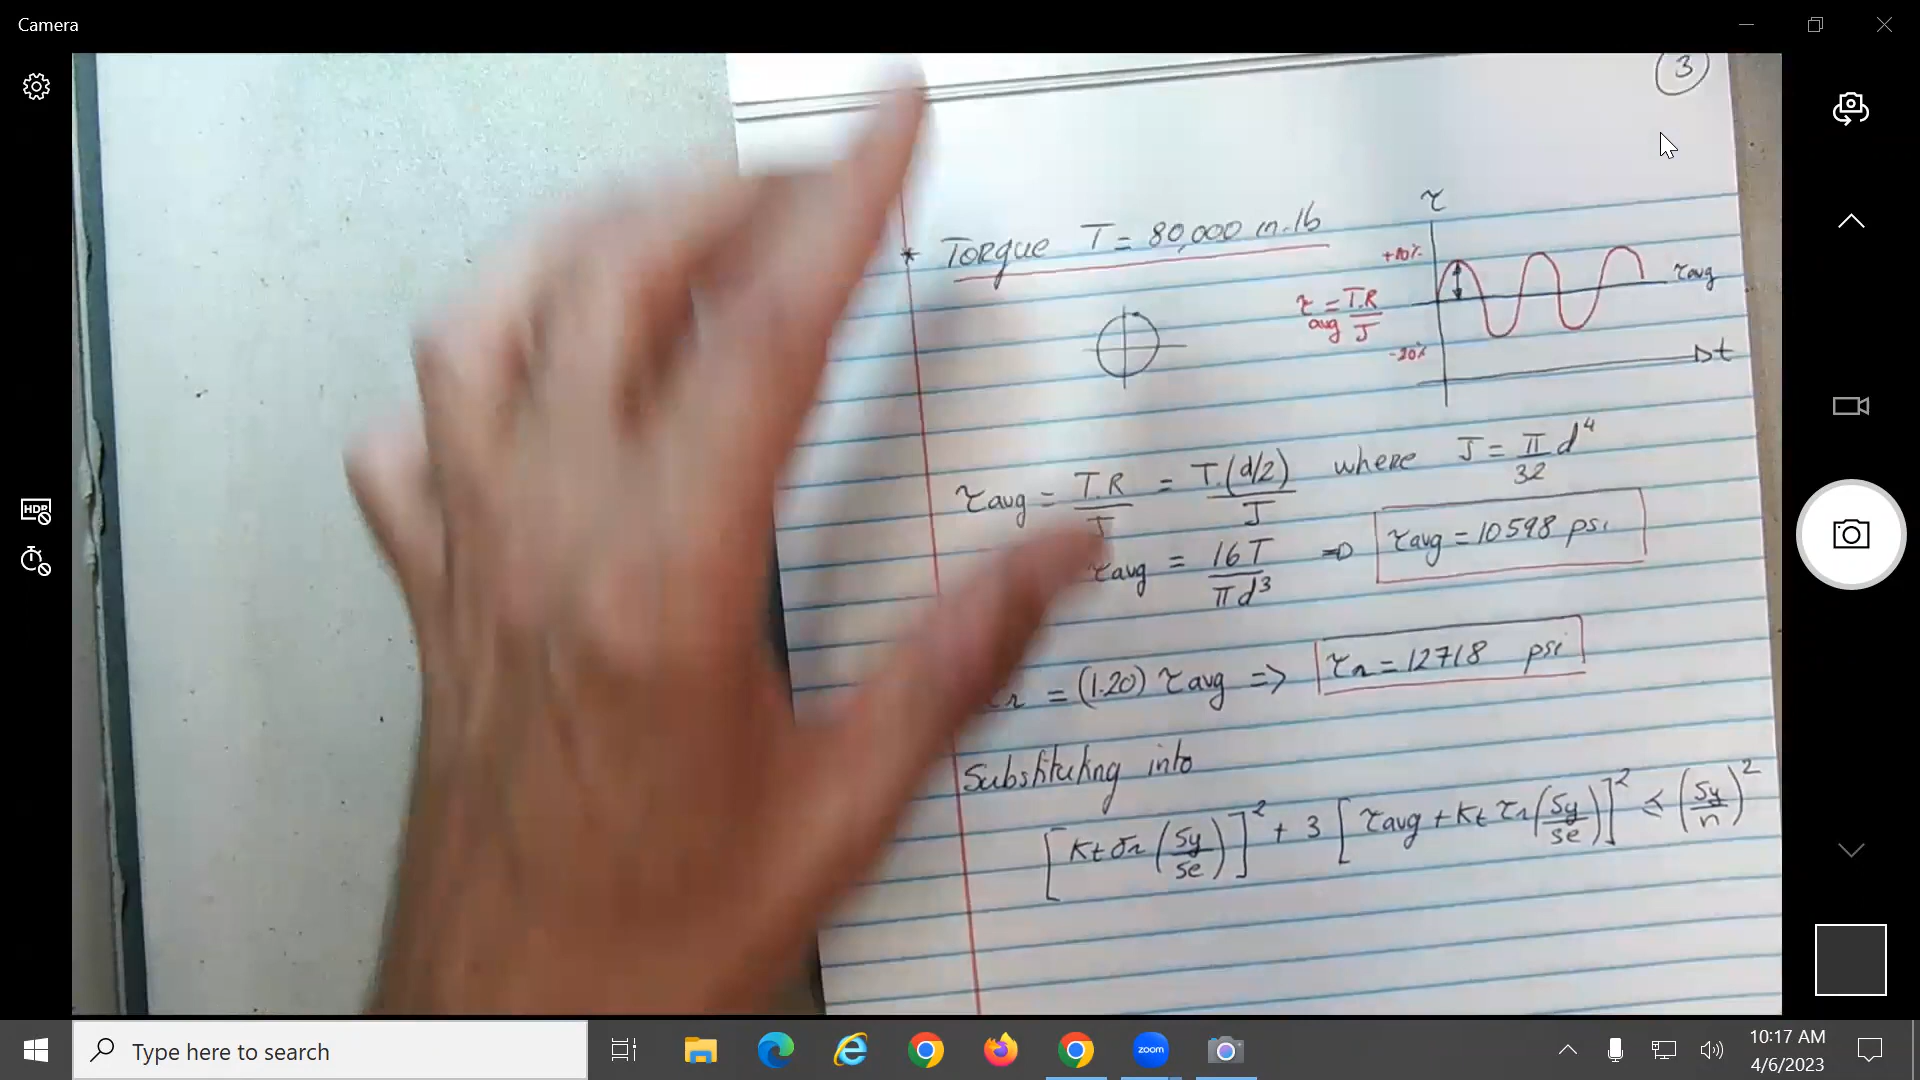 Camera
3
* Torque T = 80,000 in.lb
τ
+20%
τavg = T.R / J
-20%
τavg
t
τavg = T.R / J = T.(d/2) / J where J = π/32 d⁴
τavg = 16T / πd³ ⇒ τavg = 10598 psi
τr = (1.20) τavg => τr = 12718 psi
Substituting into
[Kt σr (Sy/se)]² + 3 [τavg + Kt τr (Sy/se)]² ≤ (Sy/n)²
HDR
Type here to search
zoom
10:17 AM
4/6/2023